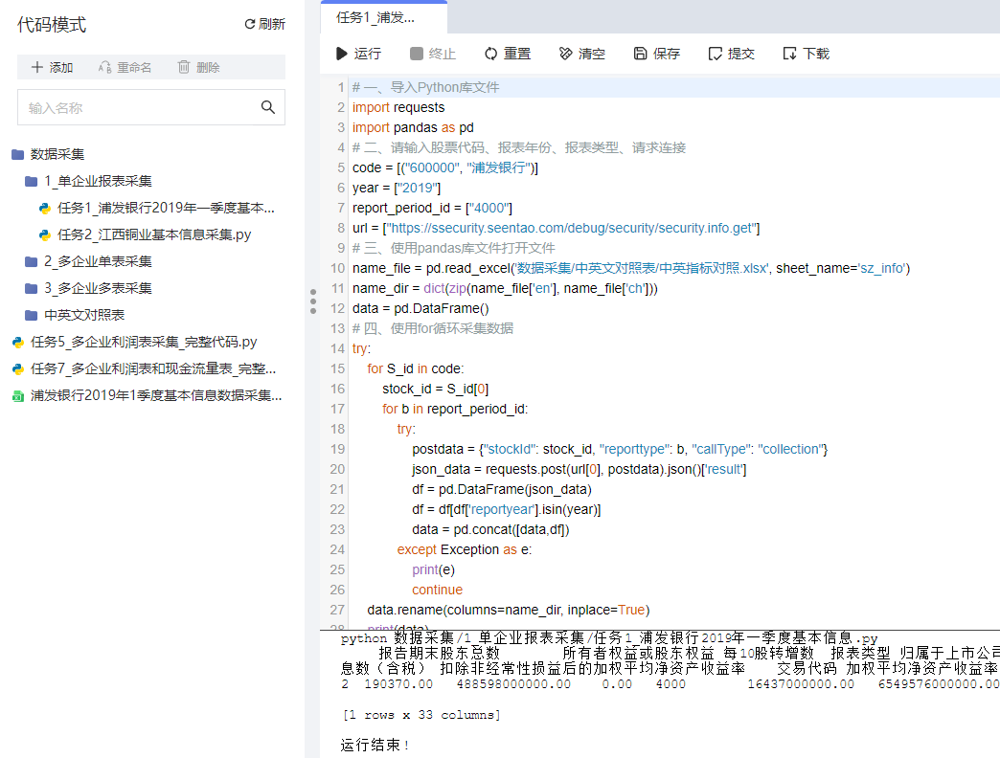 代码模式
刷新
添加 重命名 删除
输入名称
数据采集
1_单企业报表采集
任务1_浦发银行2019年一季度基本...
任务2_江西铜业基本信息采集.py
2_多企业单表采集
3_多企业多表采集
中英文对照表
任务5_多企业利润表采集_完整代码.py
任务7_多企业利润表和现金流量表_完整...
浦发银行2019年1季度基本信息数据采集...
任务1_浦发...
运行 终止 重置 清空 保存 提交 下载
1 # 一、导入Python库文件
2 import requests
3 import pandas as pd
4 # 二、请输入股票代码、报表年份、报表类型、请求连接
5 code = [("600000", "浦发银行")]
6 year = ["2019"]
7 report_period_id = ["4000"]
8 url = ["https://ssecurity.seentao.com/debug/security/security.info.get"]
9 # 三、使用pandas库文件打开文件
10 name_file = pd.read_excel('数据采集/中英文对照表/中英指标对照.xlsx', sheet_name='sz_info')
11 name_dir = dict(zip(name_file['en'], name_file['ch']))
12 data = pd.DataFrame()
13 # 四、使用for循环采集数据
14 try:
15 for S_id in code:
16 stock_id = S_id[0]
17 for b in report_period_id:
18 try:
19 postdata = {"stockId": stock_id, "reporttype": b, "callType": "collection"}
20 json_data = requests.post(url[0], postdata).json()['result']
21 df = pd.DataFrame(json_data)
22 df = df[df['reportyear'].isin(year)]
23 data = pd.concat([data,df])
24 except Exception as e:
25 print(e)
26 continue
27 data.rename(columns=name_dir, inplace=True)
28 print(data)
python 数据采集/1_单企业报表采集/任务1_浦发银行2019年一季度基本信息.py
报告期末股东总数 所有者权益或股东权益 每10股转增数 报表类型 归属于上市公司
息数（含税） 扣除非经常性损益后的加权平均净资产收益率 交易代码 加权平均净资产收益率
2 190370.00 488598000000.00 0.00 4000 16437000000.00 6549576000000.00
[1 rows x 33 columns]
运行结束!